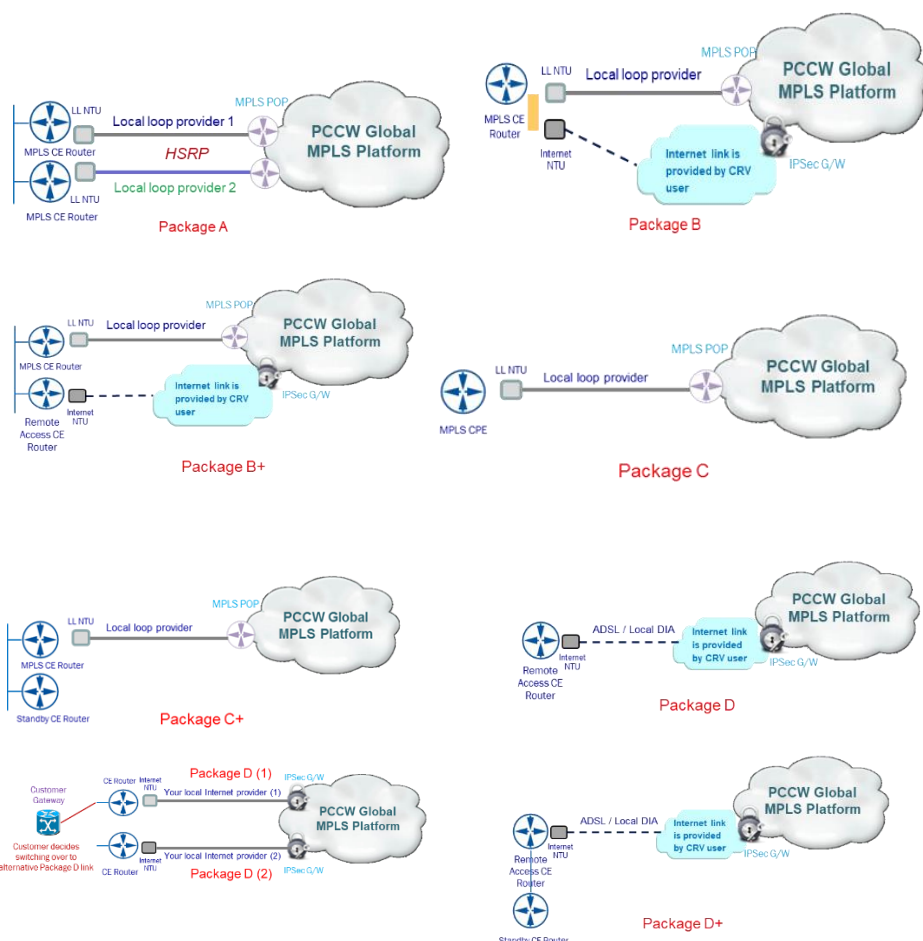 LL NTU
MPLS POP
Local loop provider 1
MPLS CE Router
HSRP
PCCW Global
MPLS Platform
LL NTU
Local loop provider 2
MPLS CE Router
Package A
LL NTU
MPLS POP
Local loop provider
PCCW Global
MPLS Platform
MPLS CE
Router
Internet
NTU
Internet link is
provided by CRV
user
IPSec G/W
Package B
LL NTU
MPLS POP
Local loop provider
PCCW Global
MPLS Platform
MPLS CE Router
Internet link is
provided by CRV
user
IPSec G/W
Internet
NTU
Remote
Access CE
Router
Package B+
LL NTU
MPLS POP
Local loop provider
PCCW Global
MPLS Platform
MPLS CPE
Package C
LL NTU
MPLS POP
Local loop provider
PCCW Global
MPLS Platform
MPLS CE Router
Standby CE Router
Package C+
ADSL / Local DIA
Internet link
is provided
by CRV user
PCCW Global
MPLS Platform
Internet
NTU
IPSec G/W
Remote
Access CE
Router
Package D
Package D (1)
CE Router
Internet
NTU
IPSec G/W
Your local Internet provider (1)
Customer
Gateway
PCCW Global
MPLS Platform
Customer decides
switching over to
alternative Package D link
CE Router
Internet
NTU
Your local Internet provider (2)
IPSec G/W
Package D (2)
ADSL / Local DIA
Internet link
is provided
by CRV user
PCCW Global
MPLS Platform
Internet
NTU
IPSec G/W
Remote
Access CE
Router
Standby CE Router
Package D+